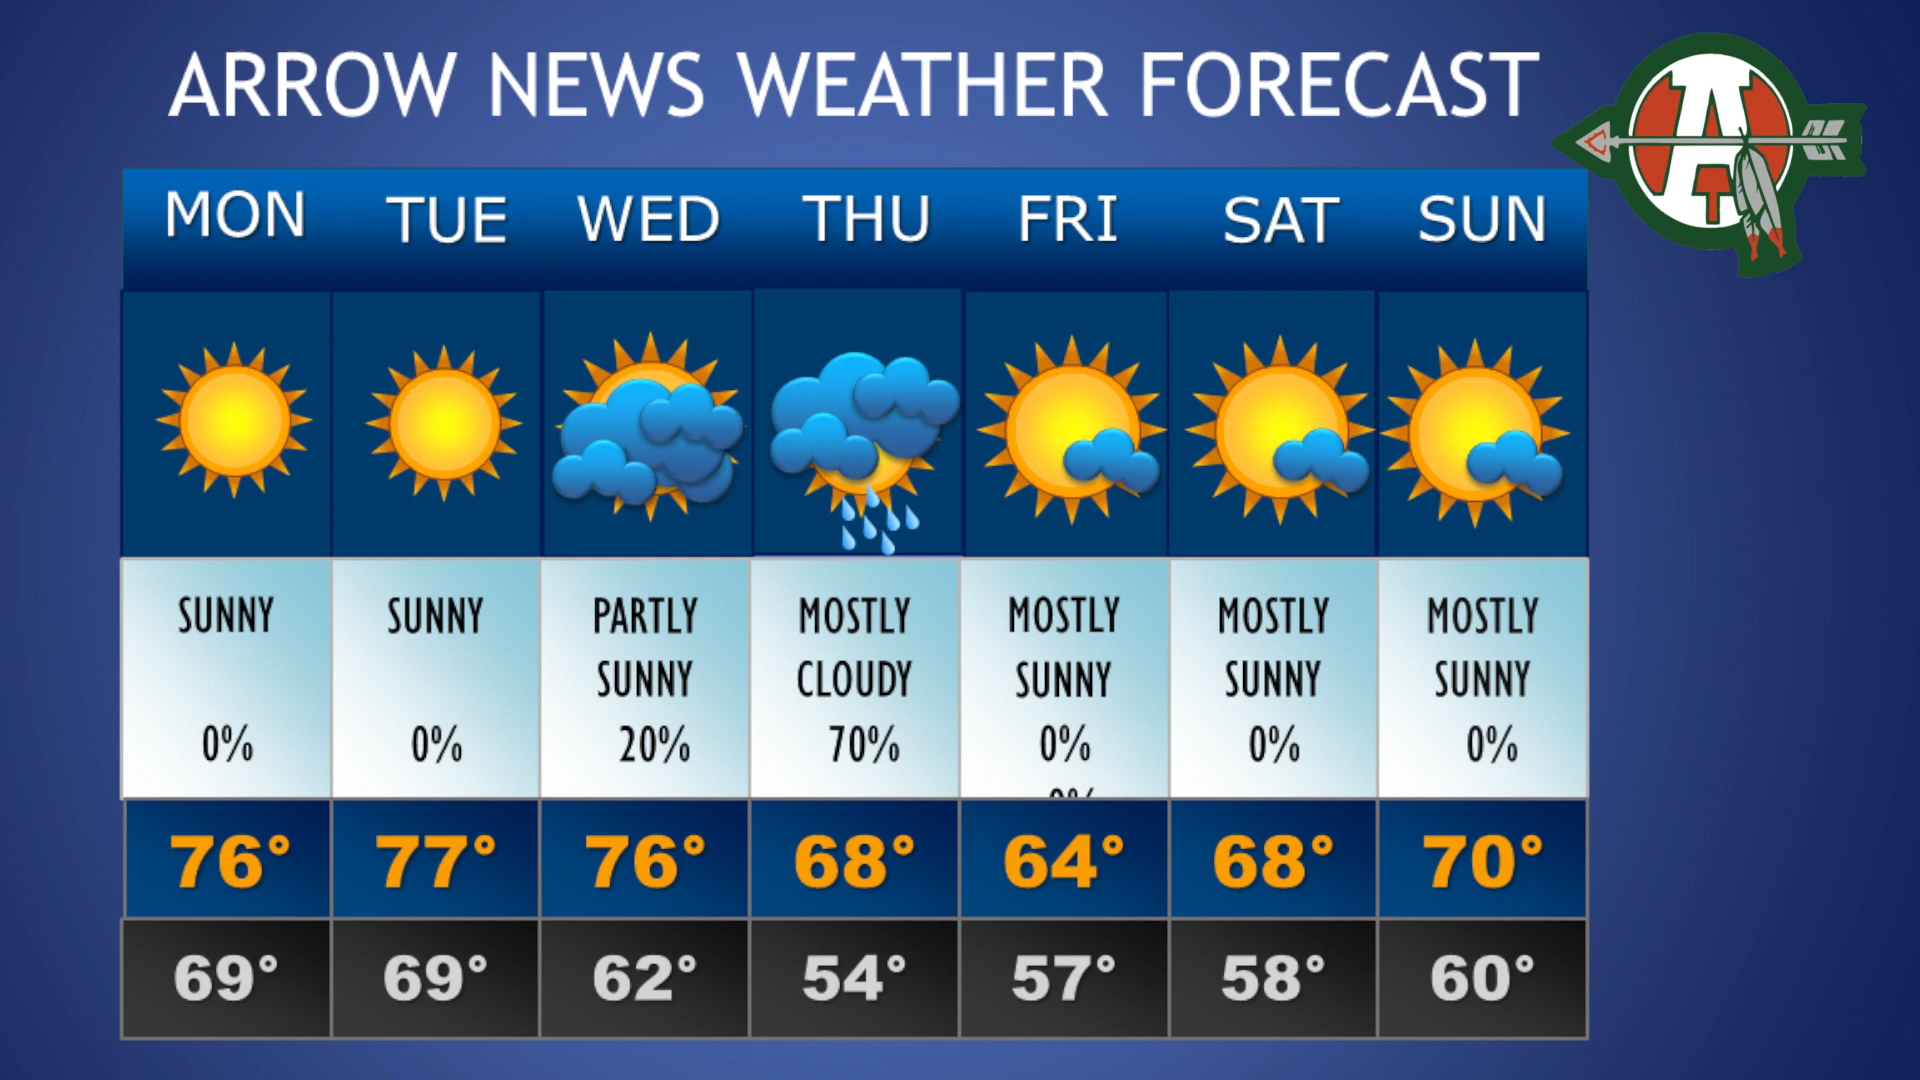 ARROW NEWS WEATHER FORECAST
A
MON TUE WED THU FRI SAT SUN
SUNNY SUNNY PARTLY MOSTLY MOSTLY MOSTLY MOSTLY
SUNNY CLOUDY SUNNY SUNNY SUNNY
0% 0% 20% 70% 0% 0% 0%
76° 77° 76° 68° 64° 68° 70°
69° 69° 62° 54° 57° 58° 60°